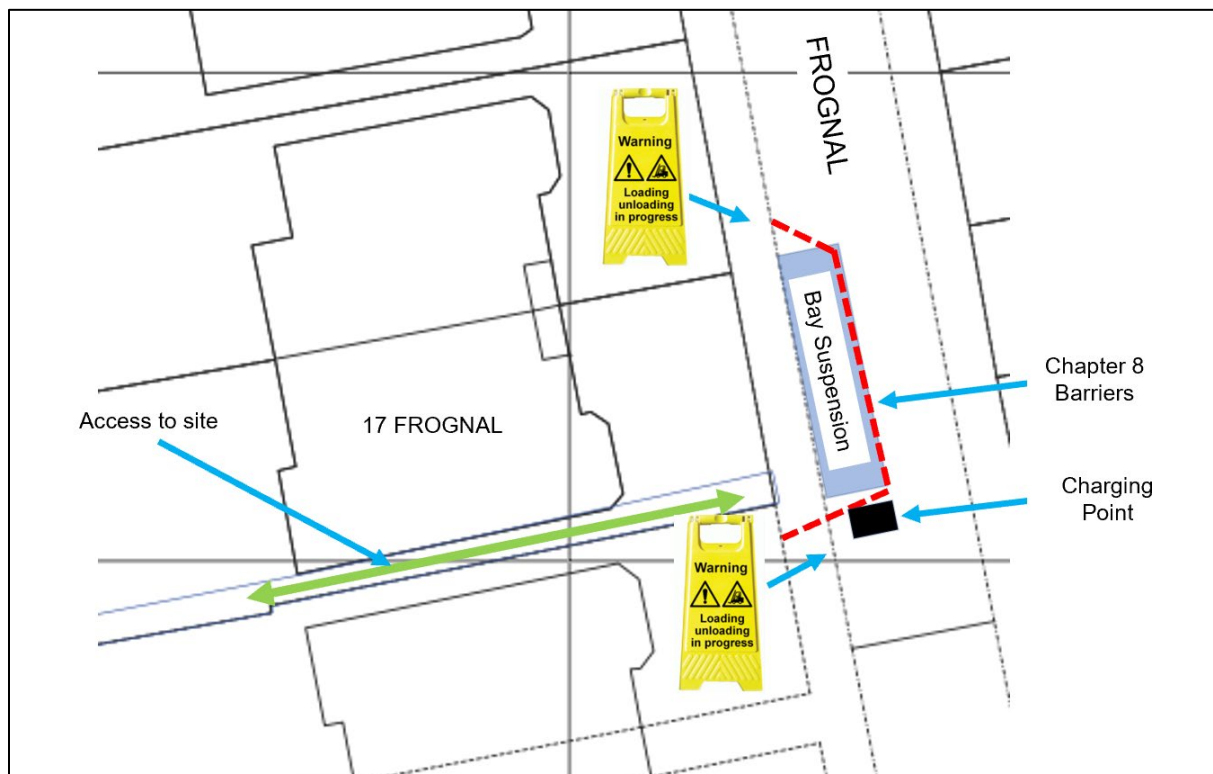 FROGNAL
Warning
Loading
unloading
in progress
Bay Suspension
Chapter 8
Barriers
Access to site
17 FROGNAL
Charging
Point
Warning
Loading
unloading
in progress